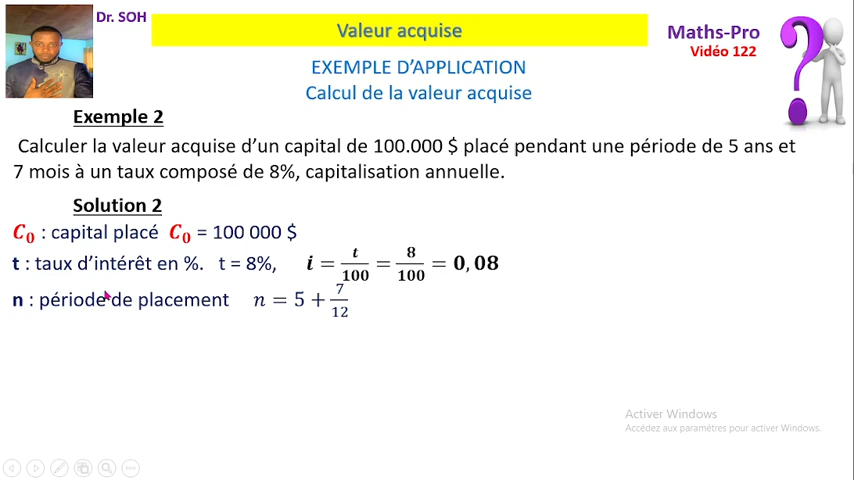 Dr. SOH
Valeur acquise
Maths-Pro
Vidéo 122
EXEMPLE D'APPLICATION
Calcul de la valeur acquise
Exemple 2
Calculer la valeur acquise d'un capital de 100.000 $ placé pendant une période de 5 ans et
7 mois à un taux composé de 8%, capitalisation annuelle.
Solution 2
C₀ : capital placé C₀ = 100 000 $
t : taux d'intérêt en %. t = 8%, i = t/100 = 8/100 = 0,08
n : période de placement n = 5 + 7/12
Activer Windows
Accédez aux paramètres pour activer Windows.